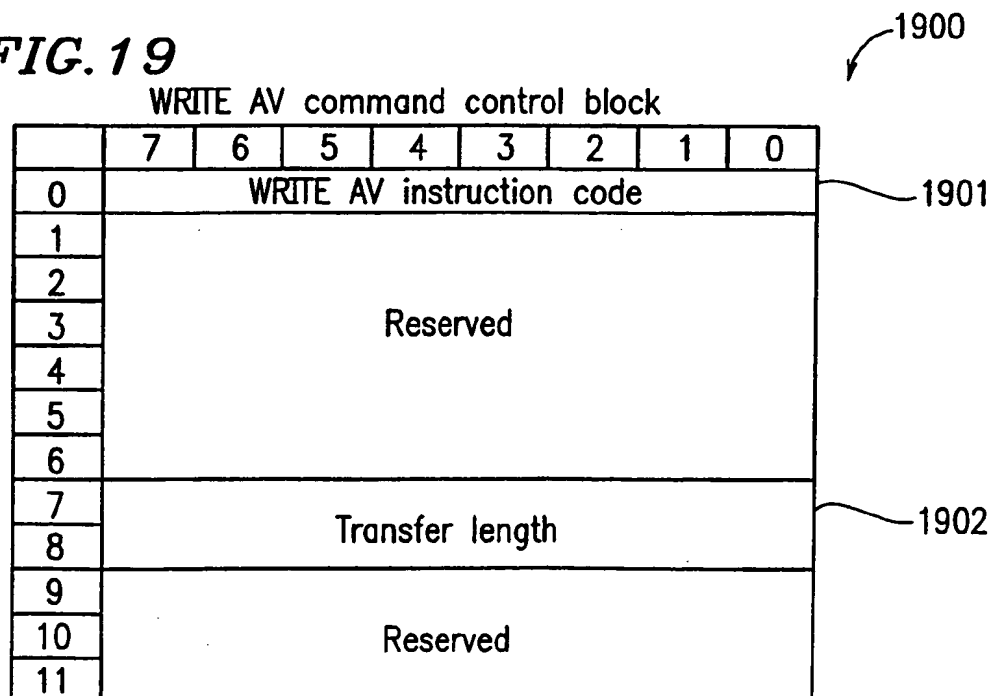 FIG. 19
1900
WRITE AV command control block
7 6 5 4 3 2 1 0
0 WRITE AV instruction code 1901
1
2
3 Reserved
4
5
6
7 Transfer length 1902
8
9
10 Reserved
11